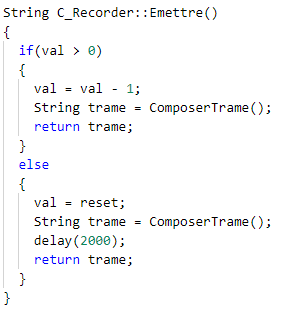 String C_Recorder::Emettre()
{
  if(val > 0)
  {
    val = val - 1;
    String trame = ComposerTrame();
    return trame;
  }
  else
  {
    val = reset;
    String trame = ComposerTrame();
    delay(2000);
    return trame;
  }
}